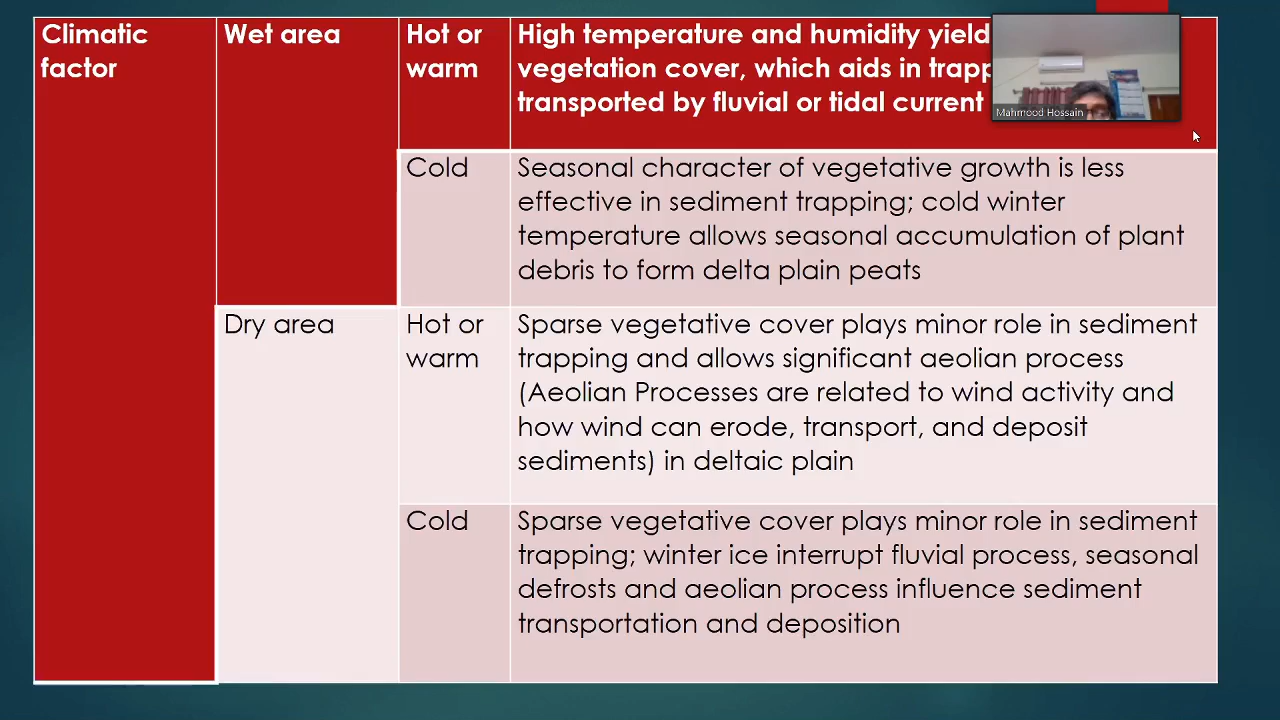 Climatic factor
Wet area
Hot or warm
High temperature and humidity yield
vegetation cover, which aids in
transported by fluvial or tidal current
Mahmood Hossain
Cold
Seasonal character of vegetative growth is less
effective in sediment trapping; cold winter
temperature allows seasonal accumulation of plant
debris to form delta plain peats
Dry area
Hot or warm
Sparse vegetative cover plays minor role in sediment
trapping and allows significant aeolian process
(Aeolian Processes are related to wind activity and
how wind can erode, transport, and deposit
sediments) in deltaic plain
Cold
Sparse vegetative cover plays minor role in sediment
trapping; winter ice interrupt fluvial process, seasonal
defrosts and aeolian process influence sediment
transportation and deposition